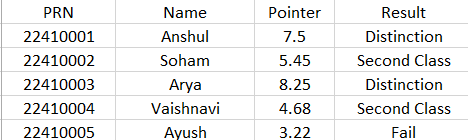 PRN Name Pointer Result
22410001 Anshul 7.5 Distinction
22410002 Soham 5.45 Second Class
22410003 Arya 8.25 Distinction
22410004 Vaishnavi 4.68 Second Class
22410005 Ayush 3.22 Fail